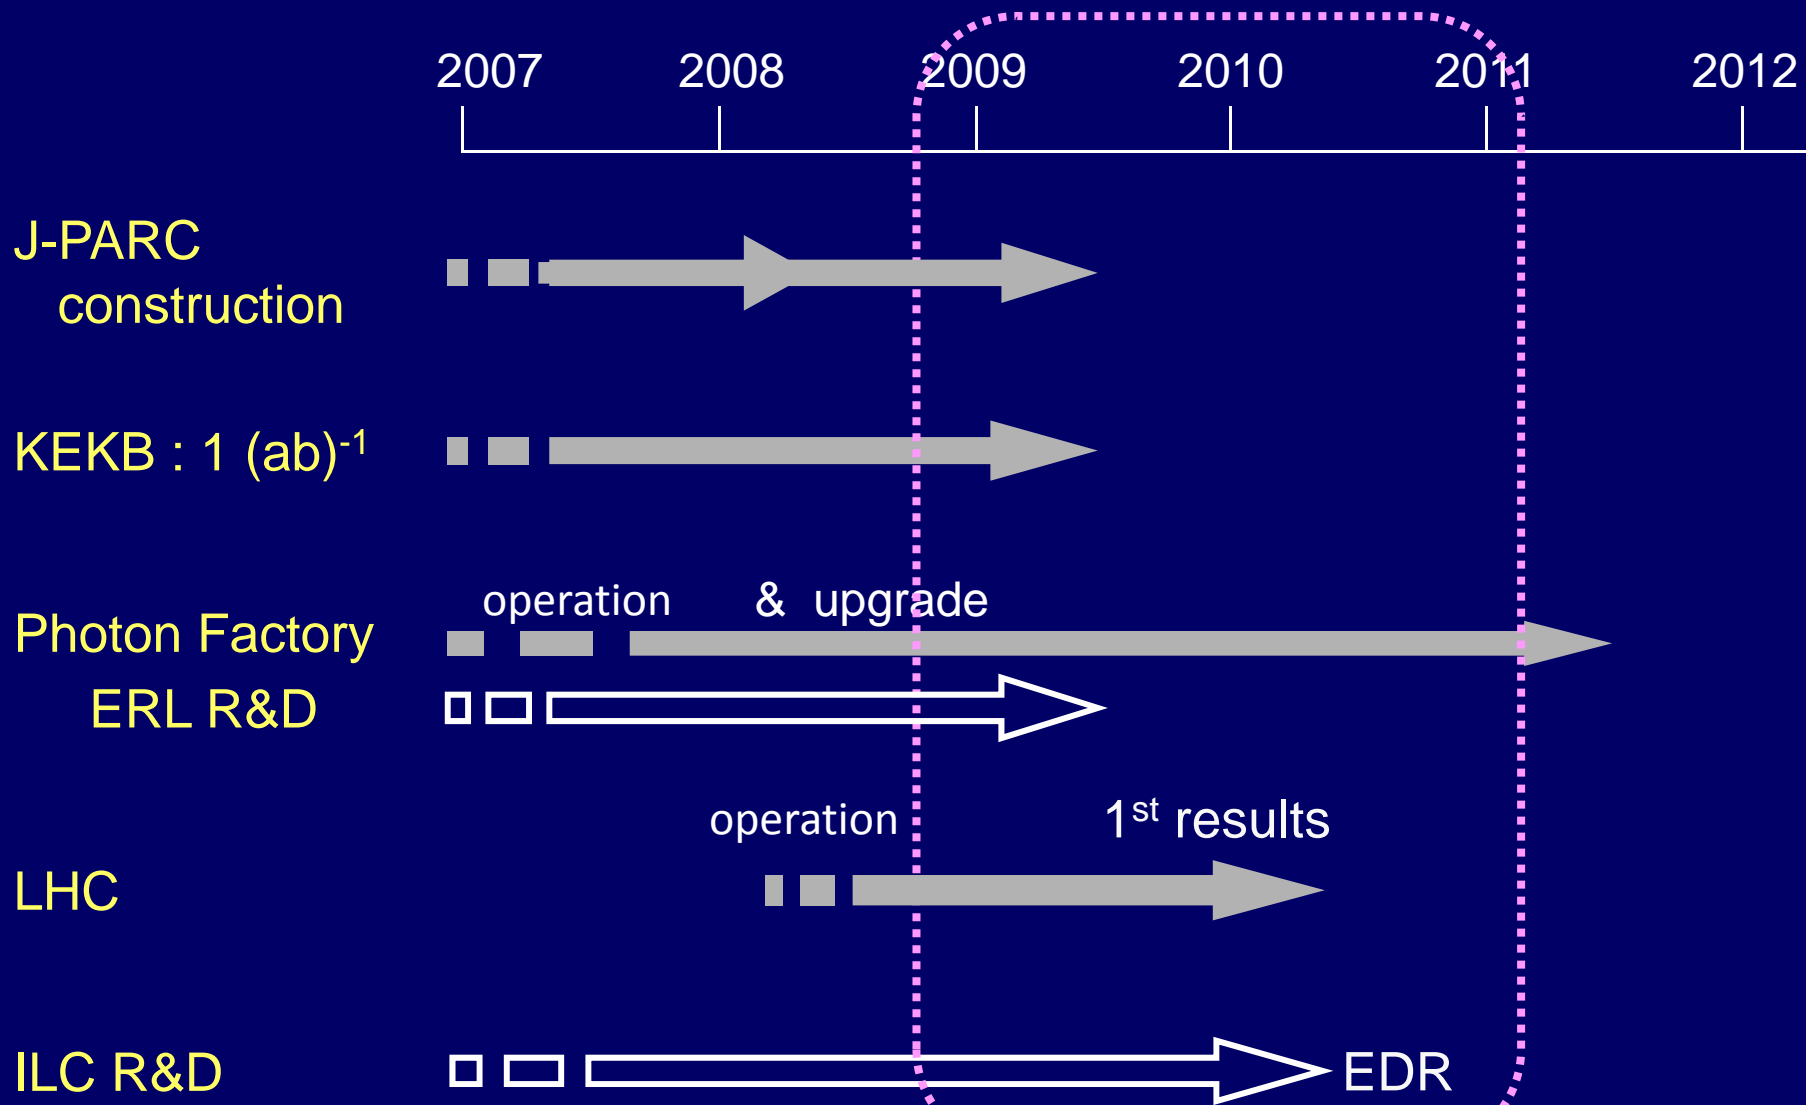 2007 2008 2009 2010 2011 2012
J-PARC
construction
KEKB : 1 (ab)-1
operation & upgrade
Photon Factory
ERL R&D
operation 1st results
LHC
ILC R&D EDR